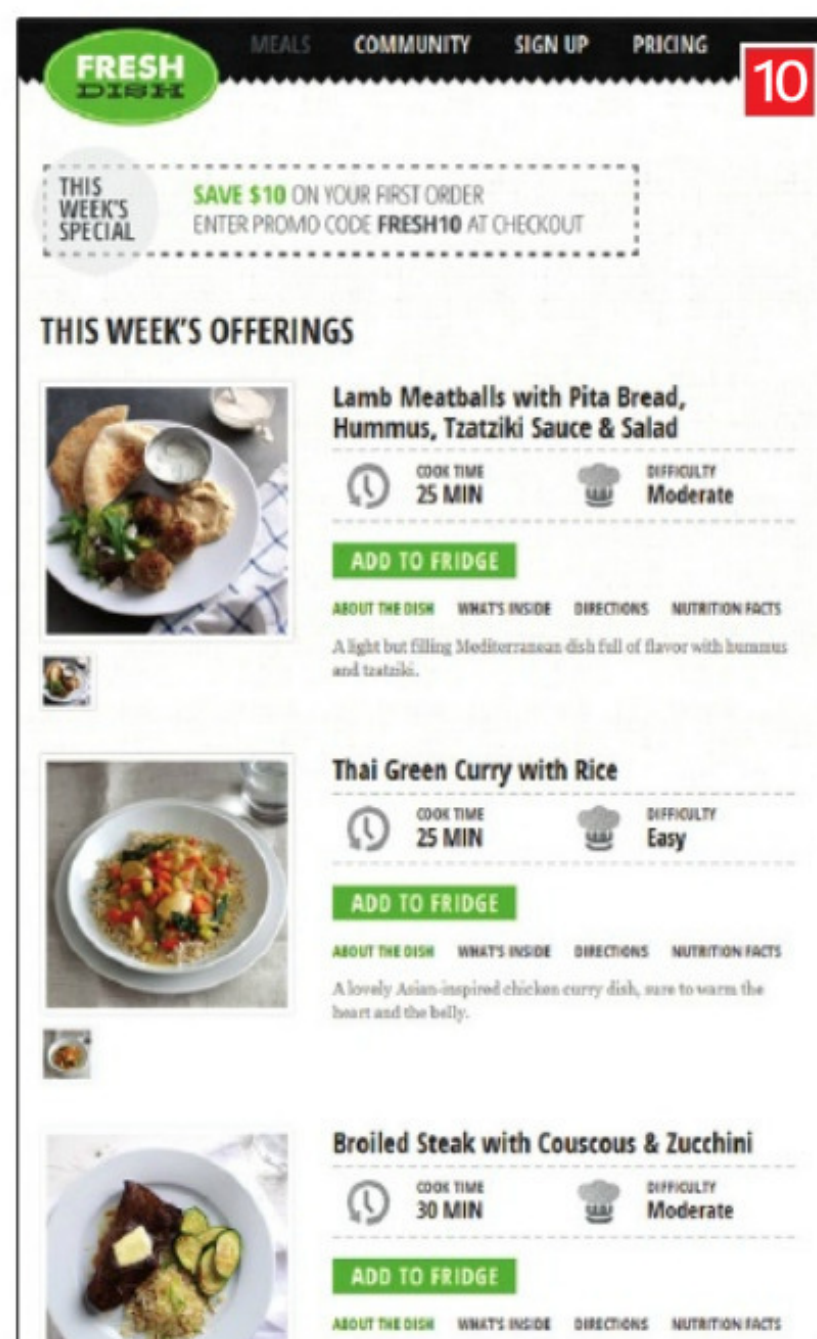 FRESH
DISH
MEALS COMMUNITY SIGN UP PRICING
10
THIS
WEEK'S
SPECIAL
SAVE $10 ON YOUR FIRST ORDER
ENTER PROMO CODE FRESH10 AT CHECKOUT
THIS WEEK'S OFFERINGS
Lamb Meatballs with Pita Bread,
Hummus, Tzatziki Sauce & Salad
COOK TIME
25 MIN
DIFFICULTY
Moderate
ADD TO FRIDGE
ABOUT THE DISH WHAT'S INSIDE DIRECTIONS NUTRITION FACTS
A light but filling Mediterranean dish full of flavor with hummus
and tzatziki.
Thai Green Curry with Rice
COOK TIME
25 MIN
DIFFICULTY
Easy
ADD TO FRIDGE
ABOUT THE DISH WHAT'S INSIDE DIRECTIONS NUTRITION FACTS
A lovely Asian-inspired chicken curry dish, sure to warm the
heart and the belly.
Broiled Steak with Couscous & Zucchini
COOK TIME
30 MIN
DIFFICULTY
Moderate
ADD TO FRIDGE
ABOUT THE DISH WHAT'S INSIDE DIRECTIONS NUTRITION FACTS